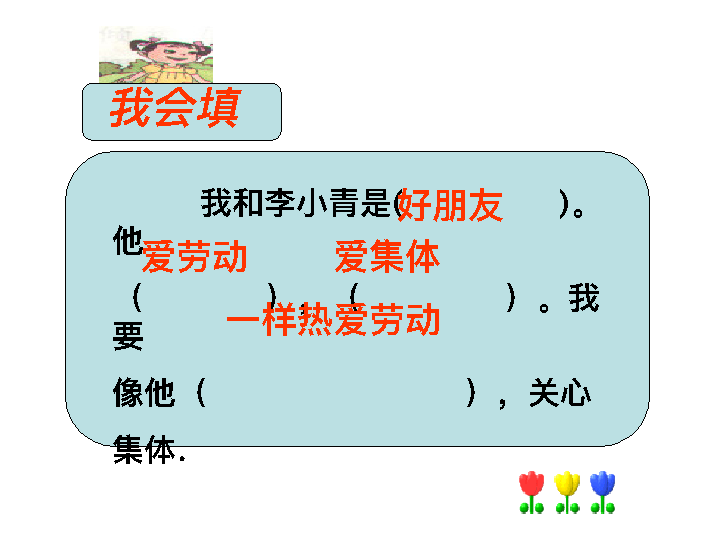 我会填
我和李小青是(好朋友)。
他
爱劳动 爱集体
（ ），（ ）。我
一样热爱劳动
要
像他（ ），关心
集体.